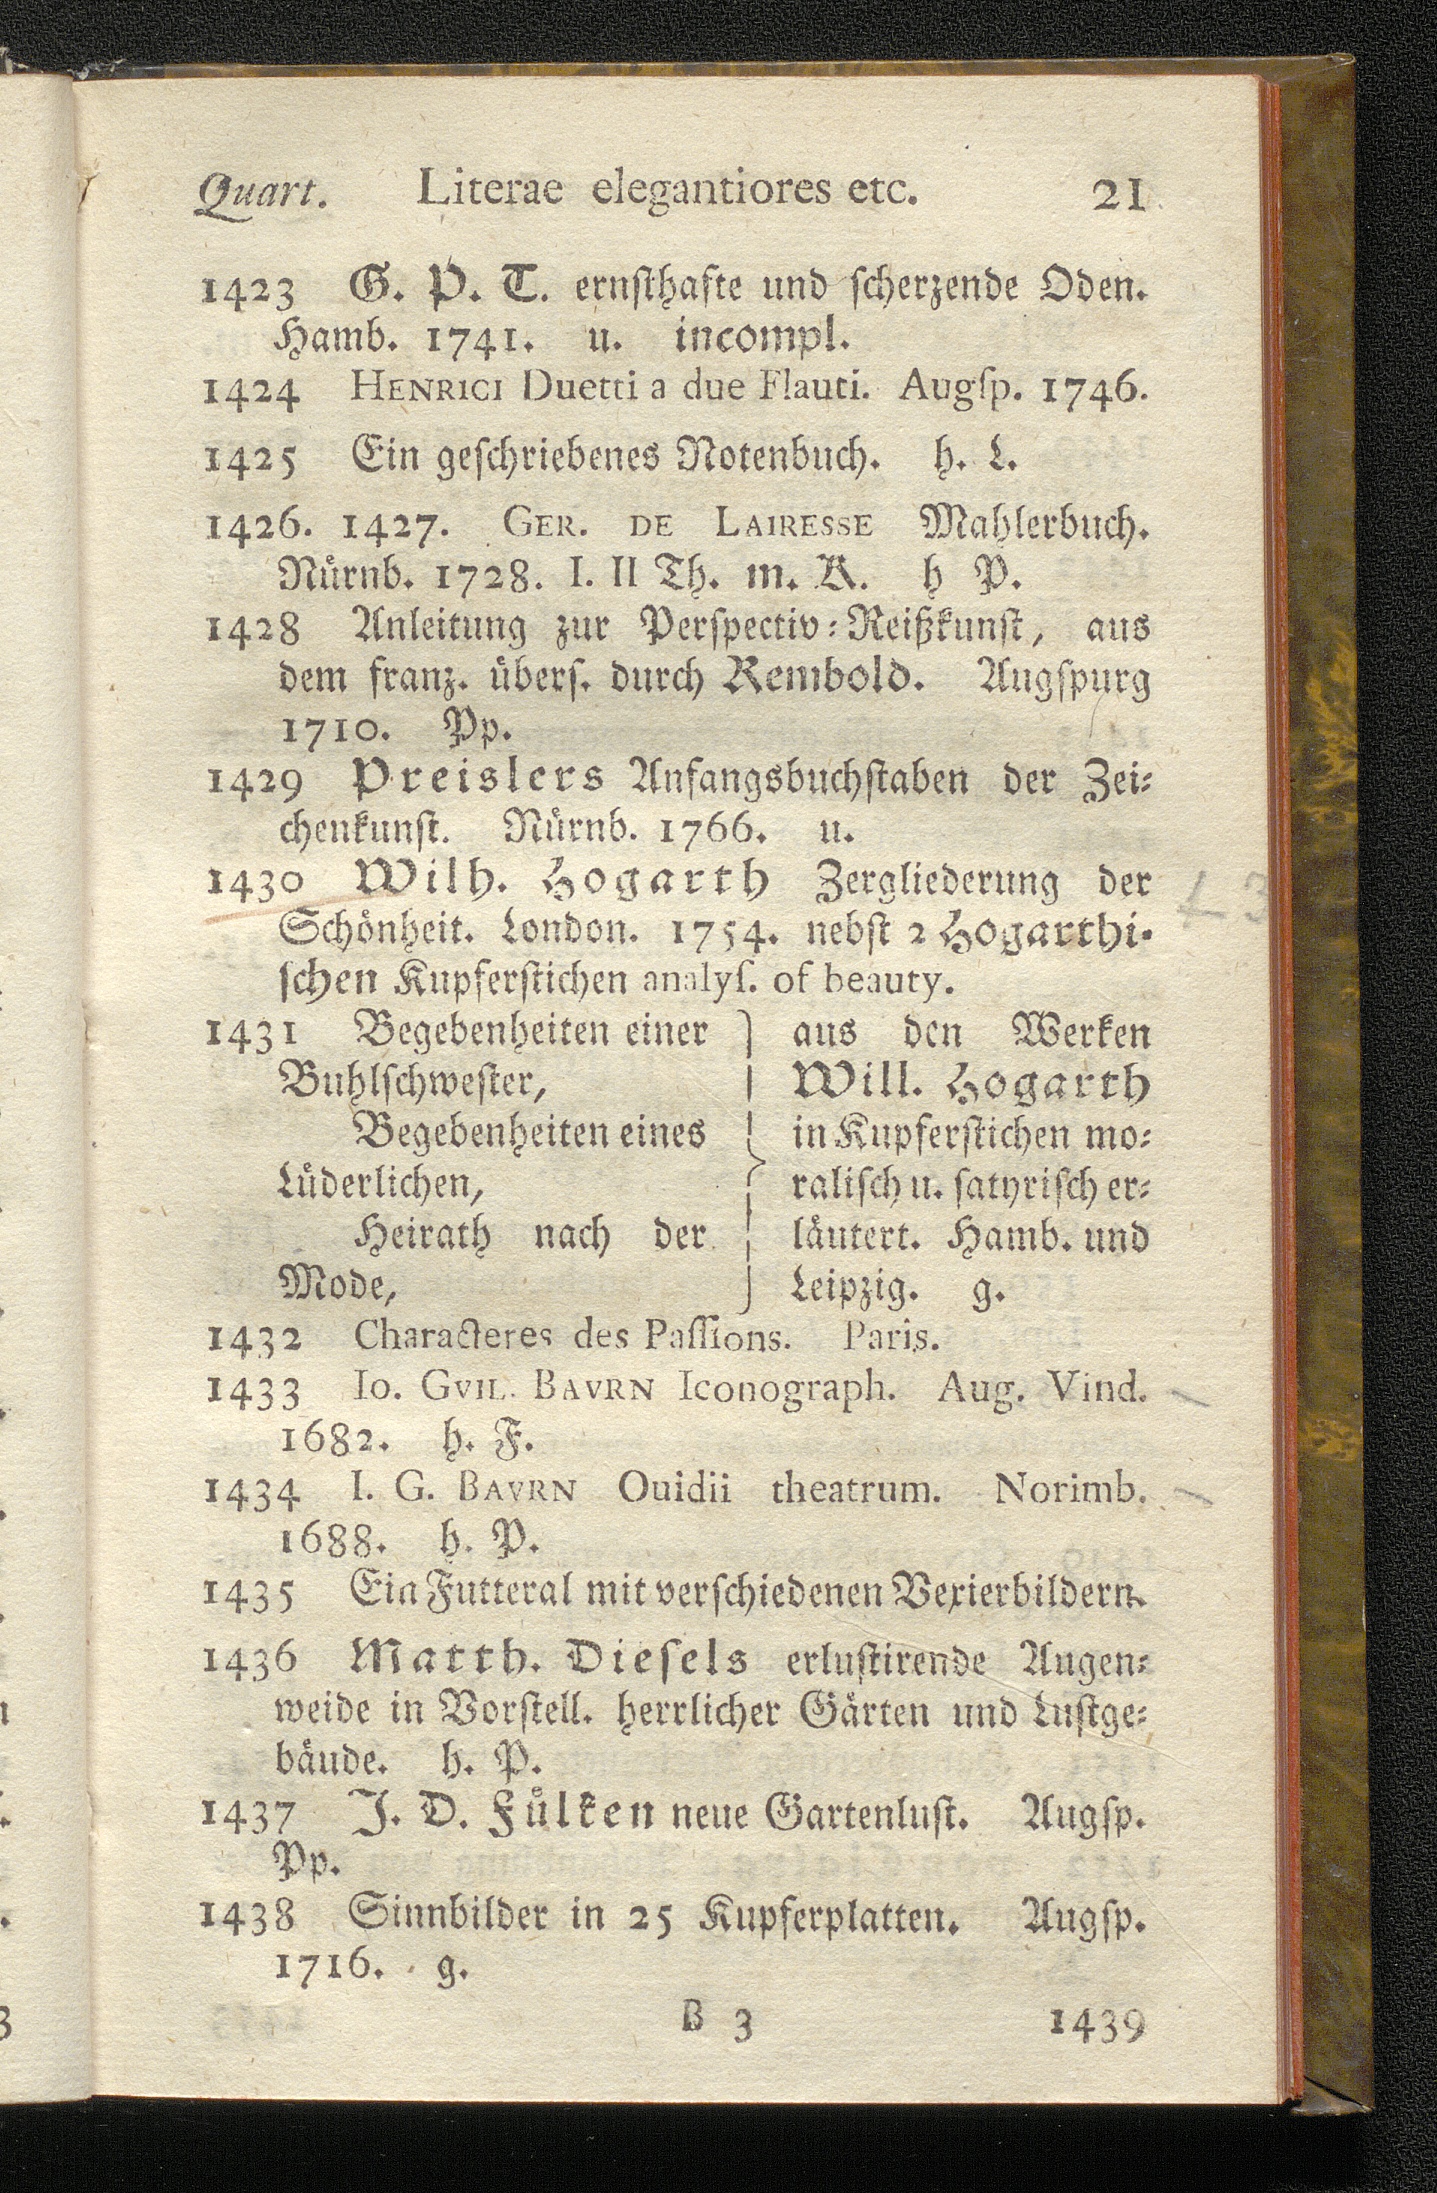 Quart. Literae elegantiores etc. 21
1423 G. P. T. ernſthafte und ſcherzende Oden.
Hamb. 1741. u. incompl.
1424 HENRICI Duetti a due Flauti. Augſp. 1746.
1425 Ein geſchriebenes Notenbuch. h. L.
1426. 1427. GER. DE LAIRESSE Mahlerbuch.
Nürnb. 1728. I. II Th. m. K. h P.
1428 Anleitung zur Perſpectiv⸗Reißkunſt, aus
dem franz. überſ. durch Rembold. Augſpurg
1710. Pp.
1429 Preislers Anfangsbuchſtaben der Zei⸗
chenkunſt. Nürnb. 1766. u.
1430 Wilh. Hogarth Zergliederung der
Schönheit. London. 1754. nebſt 2 Hogarthi⸗
ſchen Kupferſtichen analyſ. of beauty.
1431 Begebenheiten einer
Buhlſchweſter,
Begebenheiten eines
Lüderlichen,
Heirath nach der
Mode,
aus den Werken
Will. Hogarth
in Kupferſtichen mo⸗
raliſch u. ſatyriſch er⸗
läutert. Hamb. und
Leipzig. g.
1432 Characteres des Paſſions. Paris.
1433 Io. GVIL. BAVRN Iconograph. Aug. Vind.
1682. h. F.
1434 I. G. BAVRN Ouidii theatrum. Norimb.
1688. h. P.
1435 Ein Futteral mit verſchiedenen Vexierbildern.
1436 Matth. Dieſels erluſtirende Augen⸗
weide in Vorſtell. herrlicher Gärten und Luſtge⸗
bäude. h. P.
1437 J. D. Fülken neue Gartenluſt. Augſp.
Pp.
1438 Sinnbilder in 25 Kupferplatten. Augſp.
1716. g.
B 3 1439